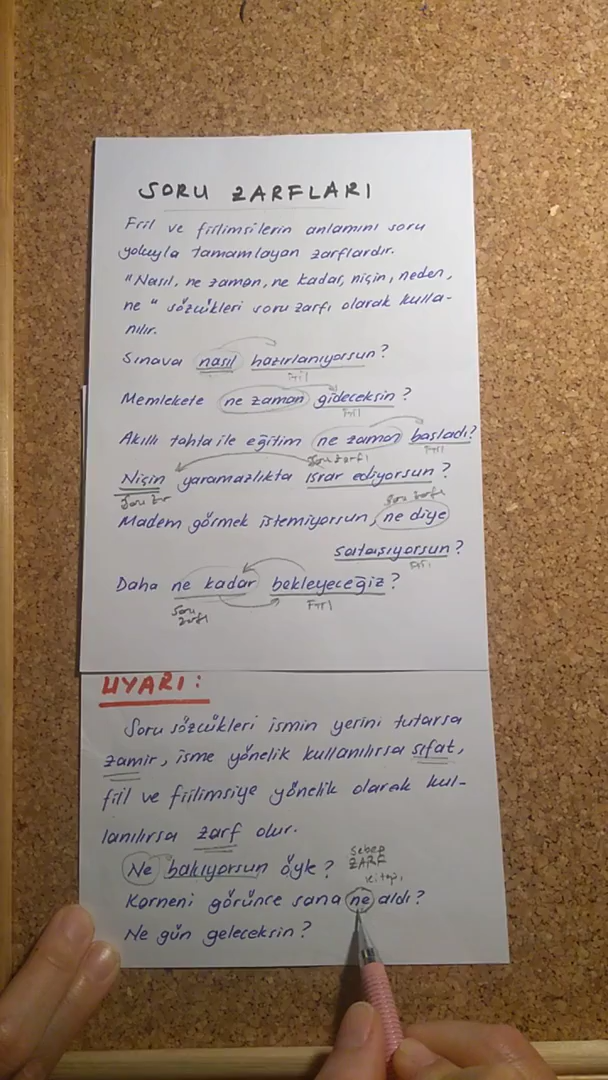 SORU ZARFLARI
Fiil ve fiilimsilerin anlamını soru
yoluyla tamamlayan zarflardır.
"Nasıl, ne zaman, ne kadar, niçin, neden,
ne" sözcükleri soru zarfı olarak kulla-
nılır.
Sınava nasıl hazırlanıyorsun?
Fiil
Memlekete ne zaman gideceksin?
Fiil
Akıllı tahta ile eğitim ne zaman başladı?
Soru zarfı Fiil
Niçin yaramazlıkta ısrar ediyorsun?
Soru zarfı
Madem görmek istemiyorsun, ne diye
sataşıyorsun?
Fiil
Daha ne kadar bekleyeceğiz?
Soru Fiil
zarfı
UYARI:
Soru sözcükleri ismin yerini tutarsa
zamir, isme yönelik kullanılırsa sıfat,
fiil ve fiilimsiye yönelik olarak kul-
lanılırsa zarf olur.
sebep
Ne bakıyorsun öyle? ZARF
kitap
Karneni görünce sana ne aldı?
Ne gün geleceksin?